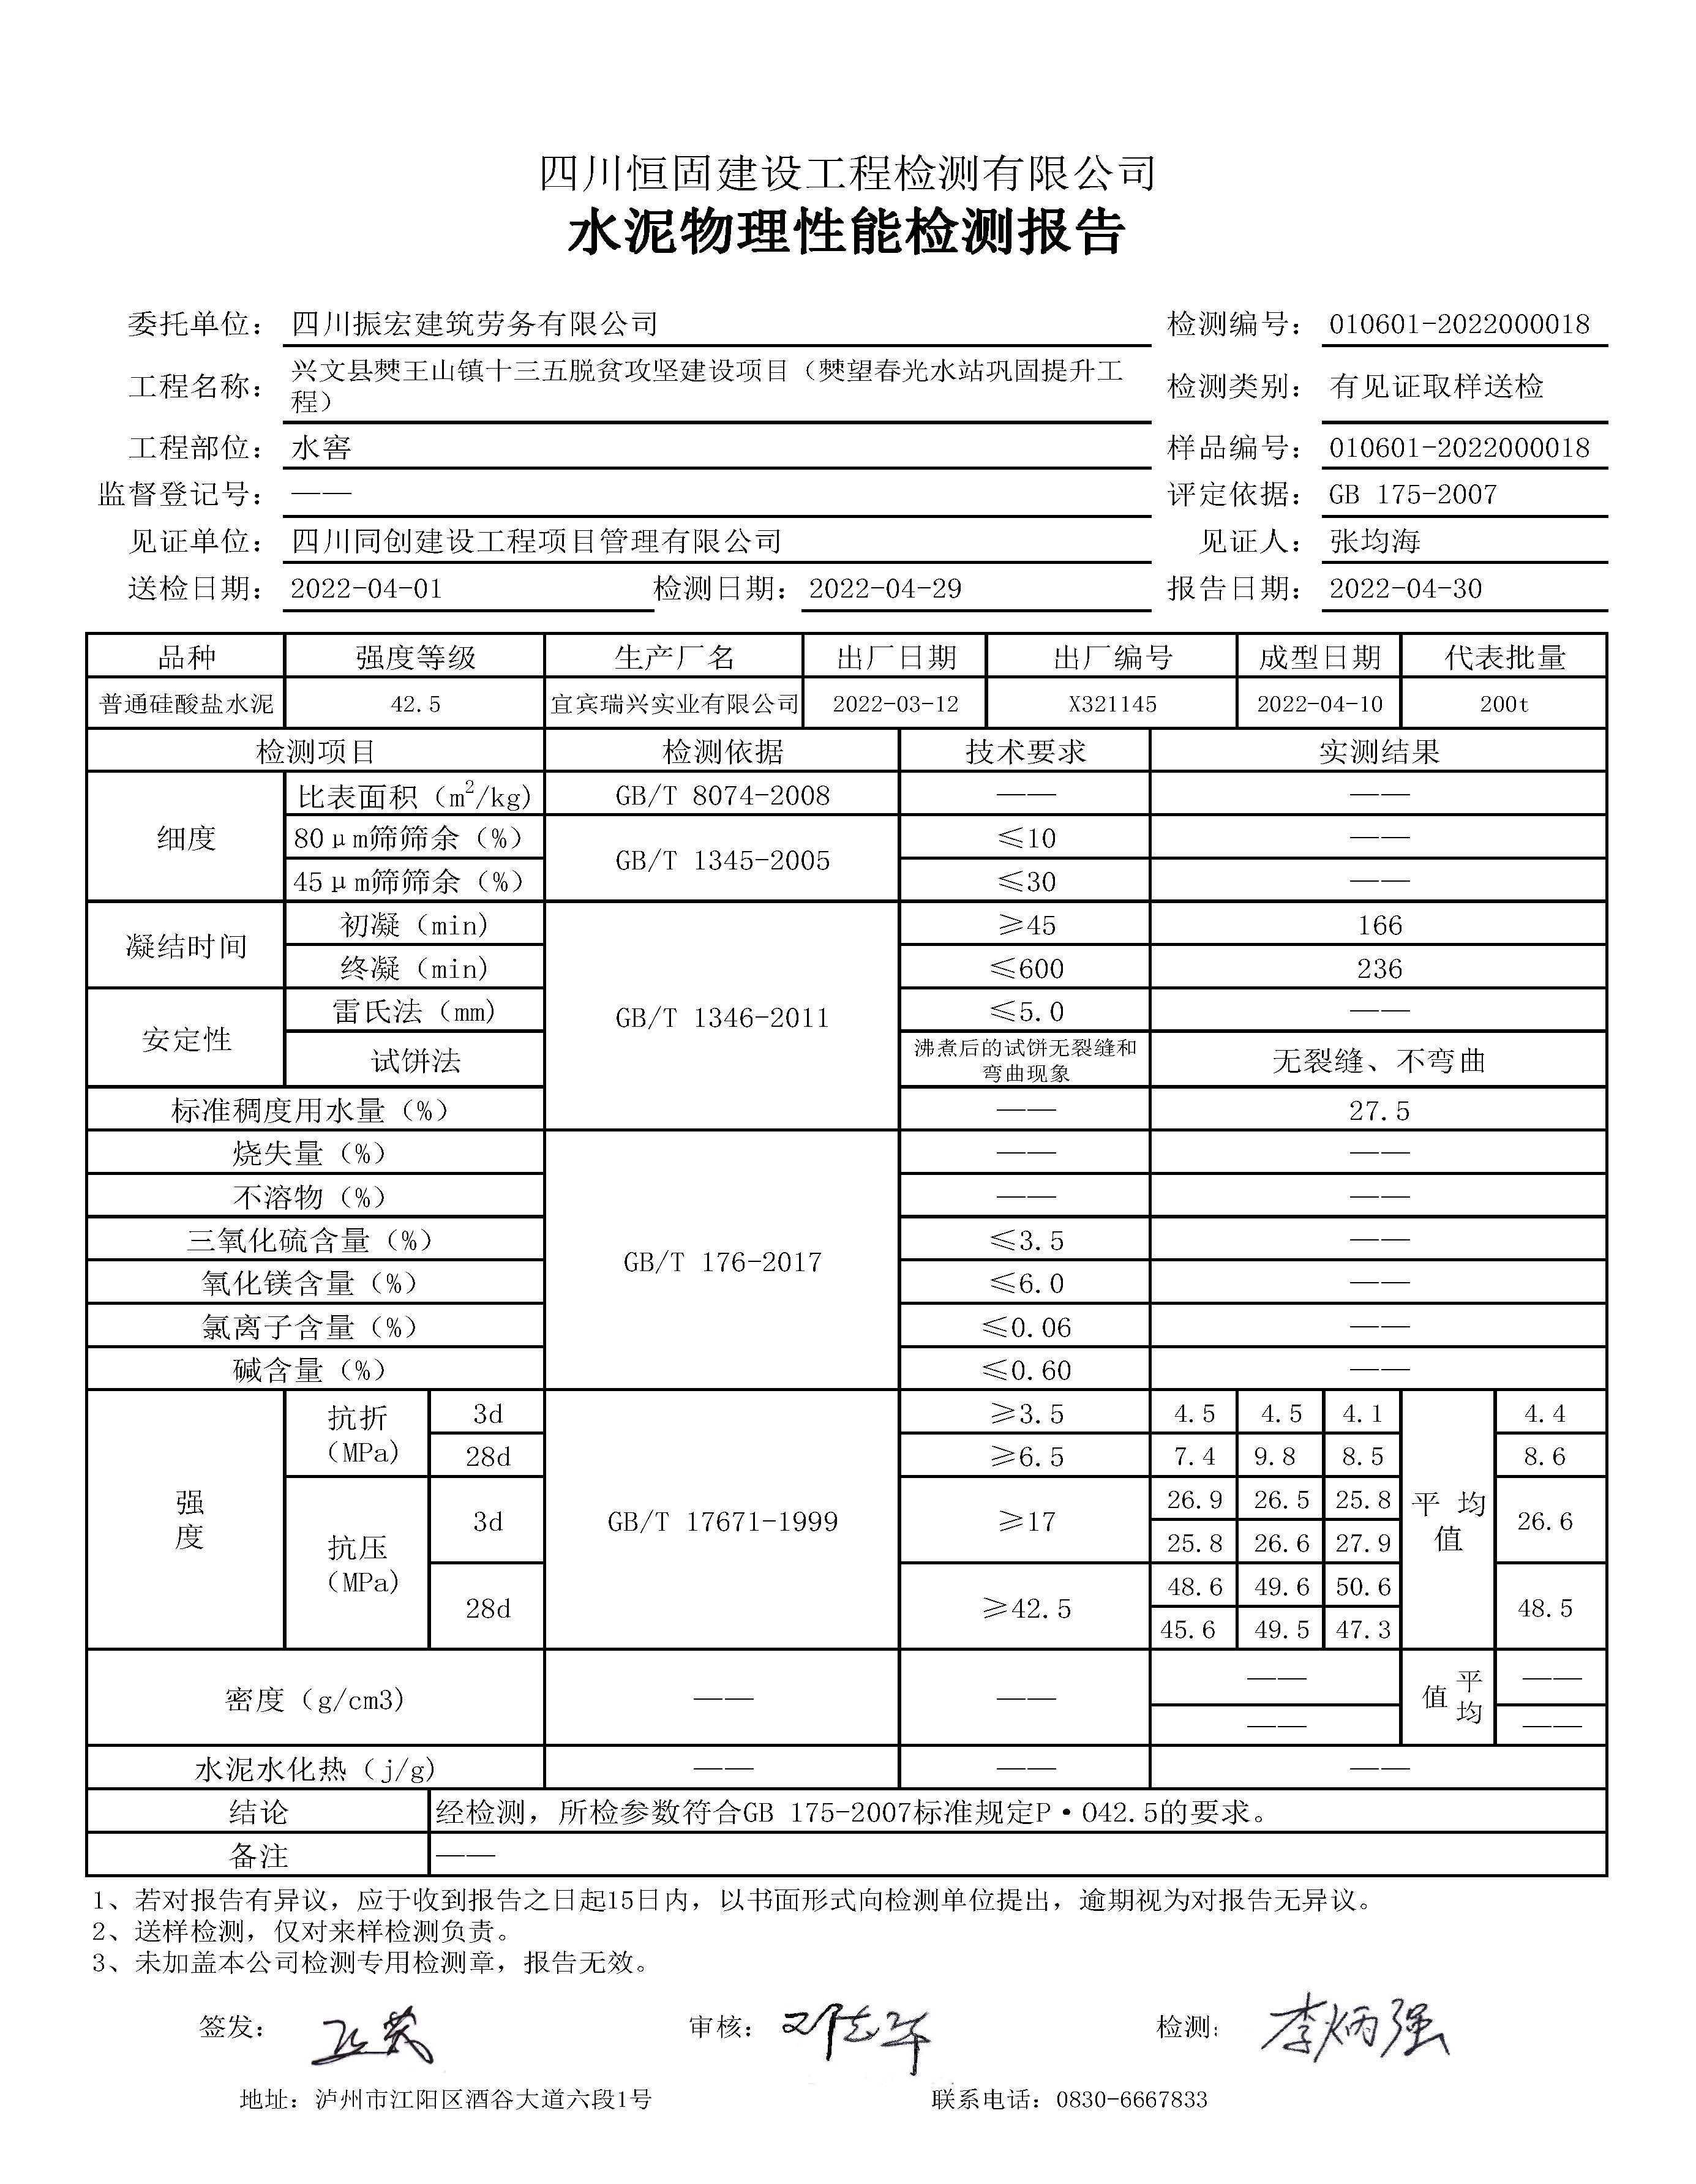 四川恒固建设工程检测有限公司
水泥物理性能检测报告
委托单位： 四川振宏建筑劳务有限公司 检测编号： 010601-2022000018
工程名称： 兴文县僰王山镇十三五脱贫攻坚建设项目（僰望春光水站巩固提升工
程） 检测类别： 有见证取样送检
工程部位： 水窖 样品编号： 010601-2022000018
监督登记号： —— 评定依据： GB 175-2007
见证单位： 四川同创建设工程项目管理有限公司 见证人： 张均海
送检日期： 2022-04-01 检测日期： 2022-04-29 报告日期： 2022-04-30
品种 强度等级 生产厂名 出厂日期 出厂编号 成型日期 代表批量
普通硅酸盐水泥 42.5 宜宾瑞兴实业有限公司 2022-03-12 X321145 2022-04-10 200t
检测项目 检测依据 技术要求 实测结果
细度 比表面积（m²/kg） GB/T 8074-2008 —— ——
80μm筛筛余（%） GB/T 1345-2005 ≤10 ——
45μm筛筛余（%） ≤30 ——
凝结时间 初凝（min） GB/T 1346-2011 ≥45 166
终凝（min） ≤600 236
安定性 雷氏法（mm） ≤5.0 ——
试饼法 沸煮后的试饼无裂缝和
弯曲现象 无裂缝、不弯曲
标准稠度用水量（%） —— 27.5
烧失量（%） GB/T 176-2017 —— ——
不溶物（%） —— ——
三氧化硫含量（%） ≤3.5 ——
氧化镁含量（%） ≤6.0 ——
氯离子含量（%） ≤0.06 ——
碱含量（%） ≤0.60 ——
强度 抗折（MPa） 3d GB/T 17671-1999 ≥3.5 4.5 4.5 4.1 平均值 4.4
28d ≥6.5 7.4 9.8 8.5 8.6
抗压（MPa） 3d ≥17 26.9 26.5 25.8 26.6
25.8 26.6 27.9
28d ≥42.5 48.6 49.6 50.6 48.5
45.6 49.5 47.3
密度（g/cm3） —— —— —— 平均值 ——
—— ——
水泥水化热（j/g） —— —— ——
结论 经检测，所检参数符合GB 175-2007标准规定P·O42.5的要求。
备注 ——
1、若对报告有异议，应于收到报告之日起15日内，以书面形式向检测单位提出，逾期视为对报告无异议。
2、送样检测，仅对来样检测负责。
3、未加盖本公司检测专用检测章，报告无效。
签发： 审核： 邓志华 检测： 李炳强
地址：泸州市江阳区酒谷大道六段1号 联系电话：0830-6667833